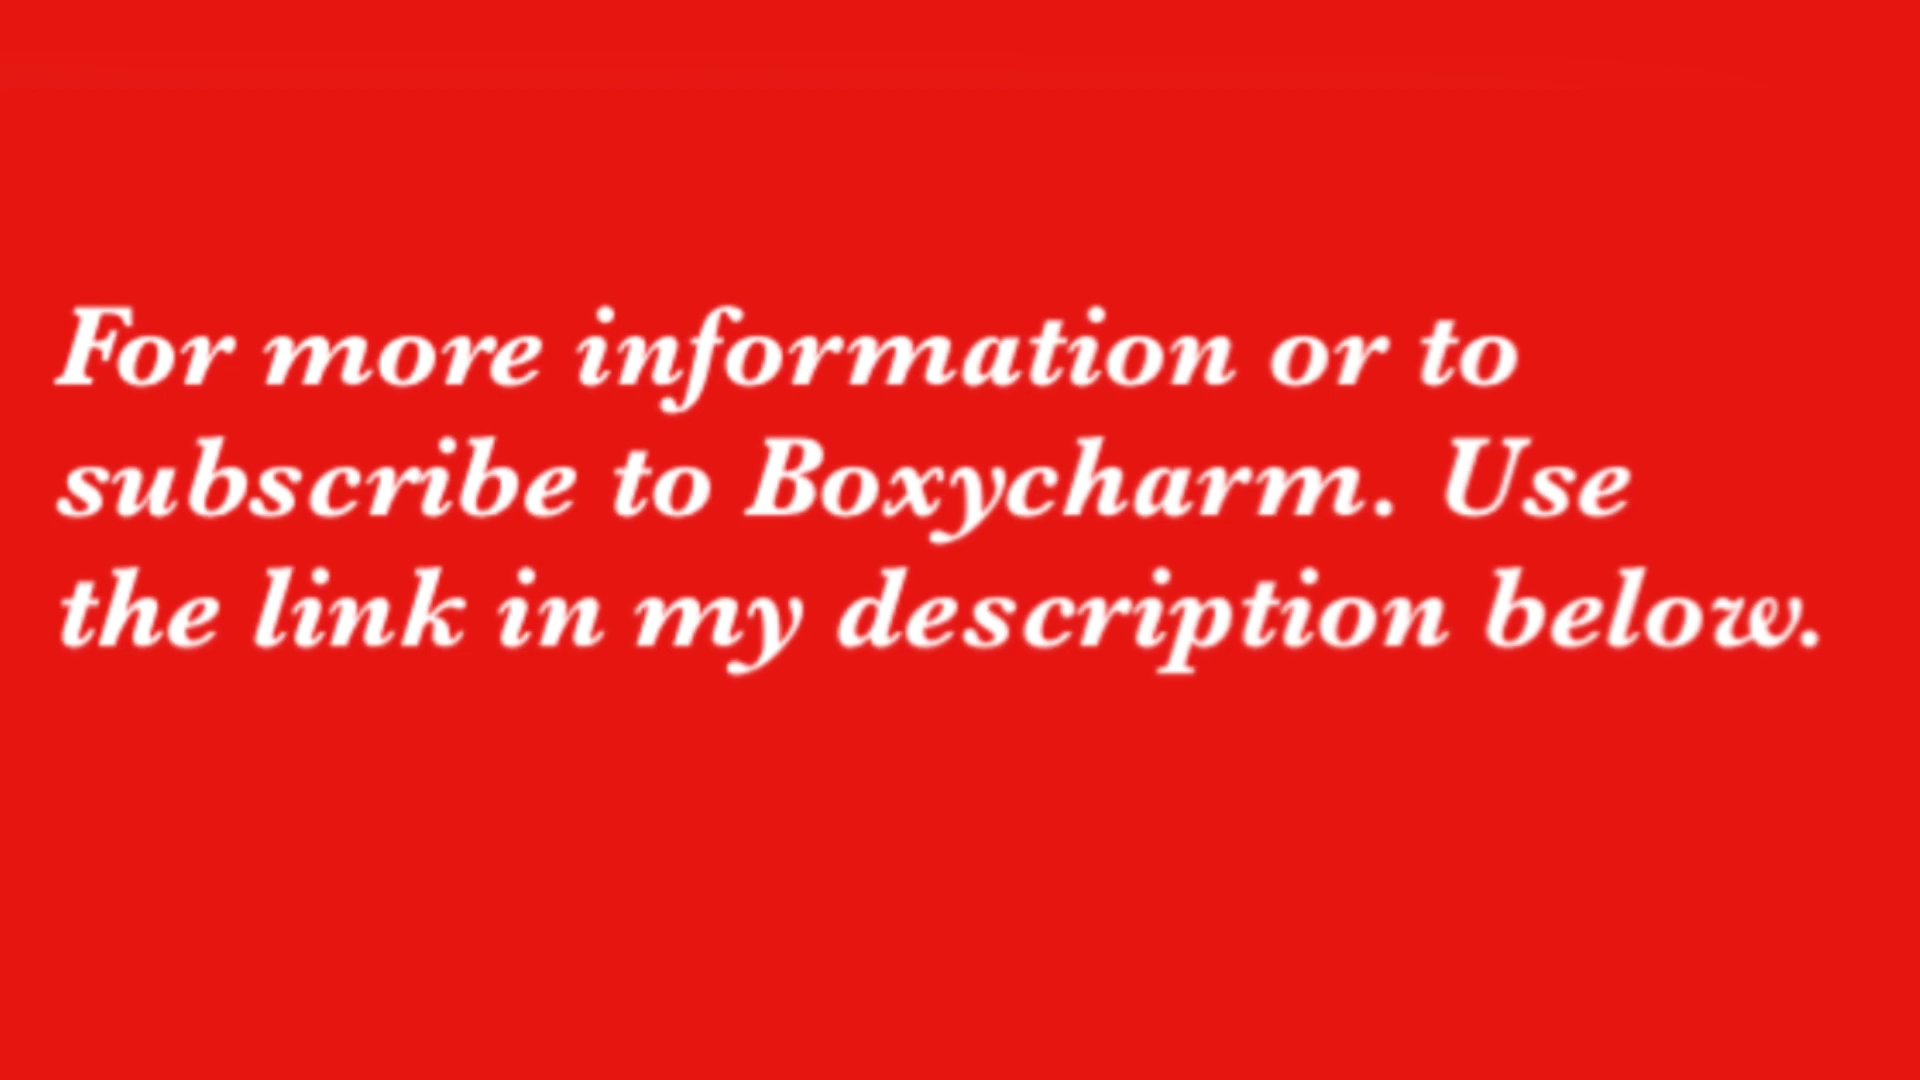 For more information or to
subscribe to Boxycharm. Use
the link in my description below.